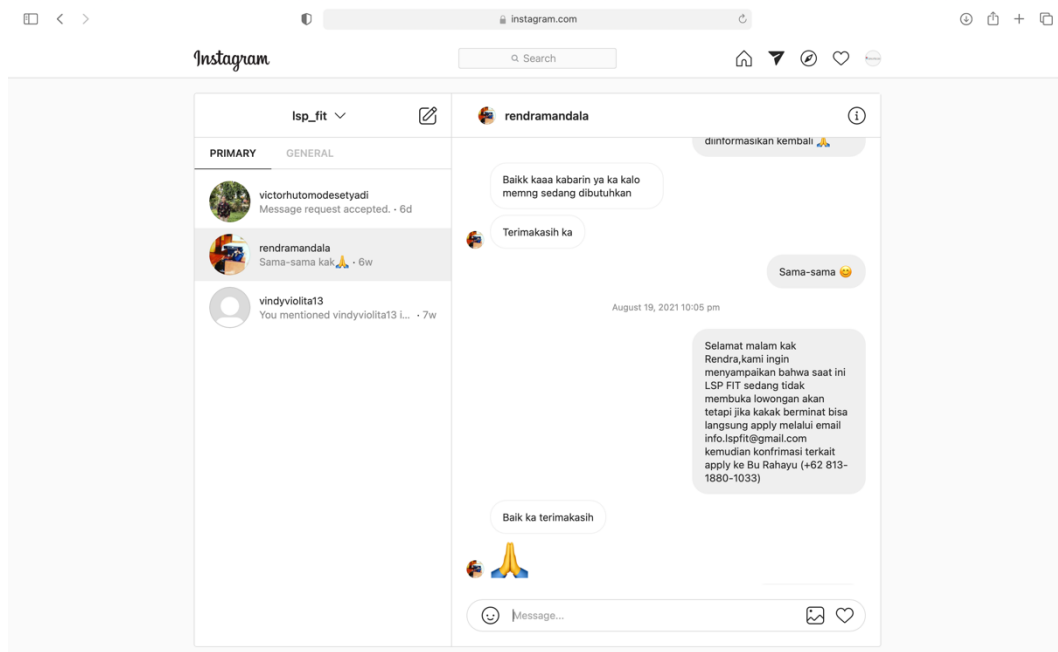 instagram.com
Instagram
Search
lsp_fit
rendramandala
PRIMARY GENERAL
victorhutomodesetyadi
Message request accepted. • 6d
rendramandala
Sama-sama kak🙏 • 6w
vindyviolita13
You mentioned vindyviolita13 i... • 7w
diinformasikan kembali 🙏
Baikk kaaa kabarin ya ka kalo
memng sedang dibutuhkan
Terimakasih ka
Sama-sama 😊
August 19, 2021 10:05 pm
Selamat malam kak
Rendra,kami ingin
menyampaikan bahwa saat ini
LSP FIT sedang tidak
membuka lowongan akan
tetapi jika kakak berminat bisa
langsung apply melalui email
info.lspfit@gmail.com
kemudian konfrimasi terkait
apply ke Bu Rahayu (+62 813-
1880-1033)
Baik ka terimakasih
🙏
Message...